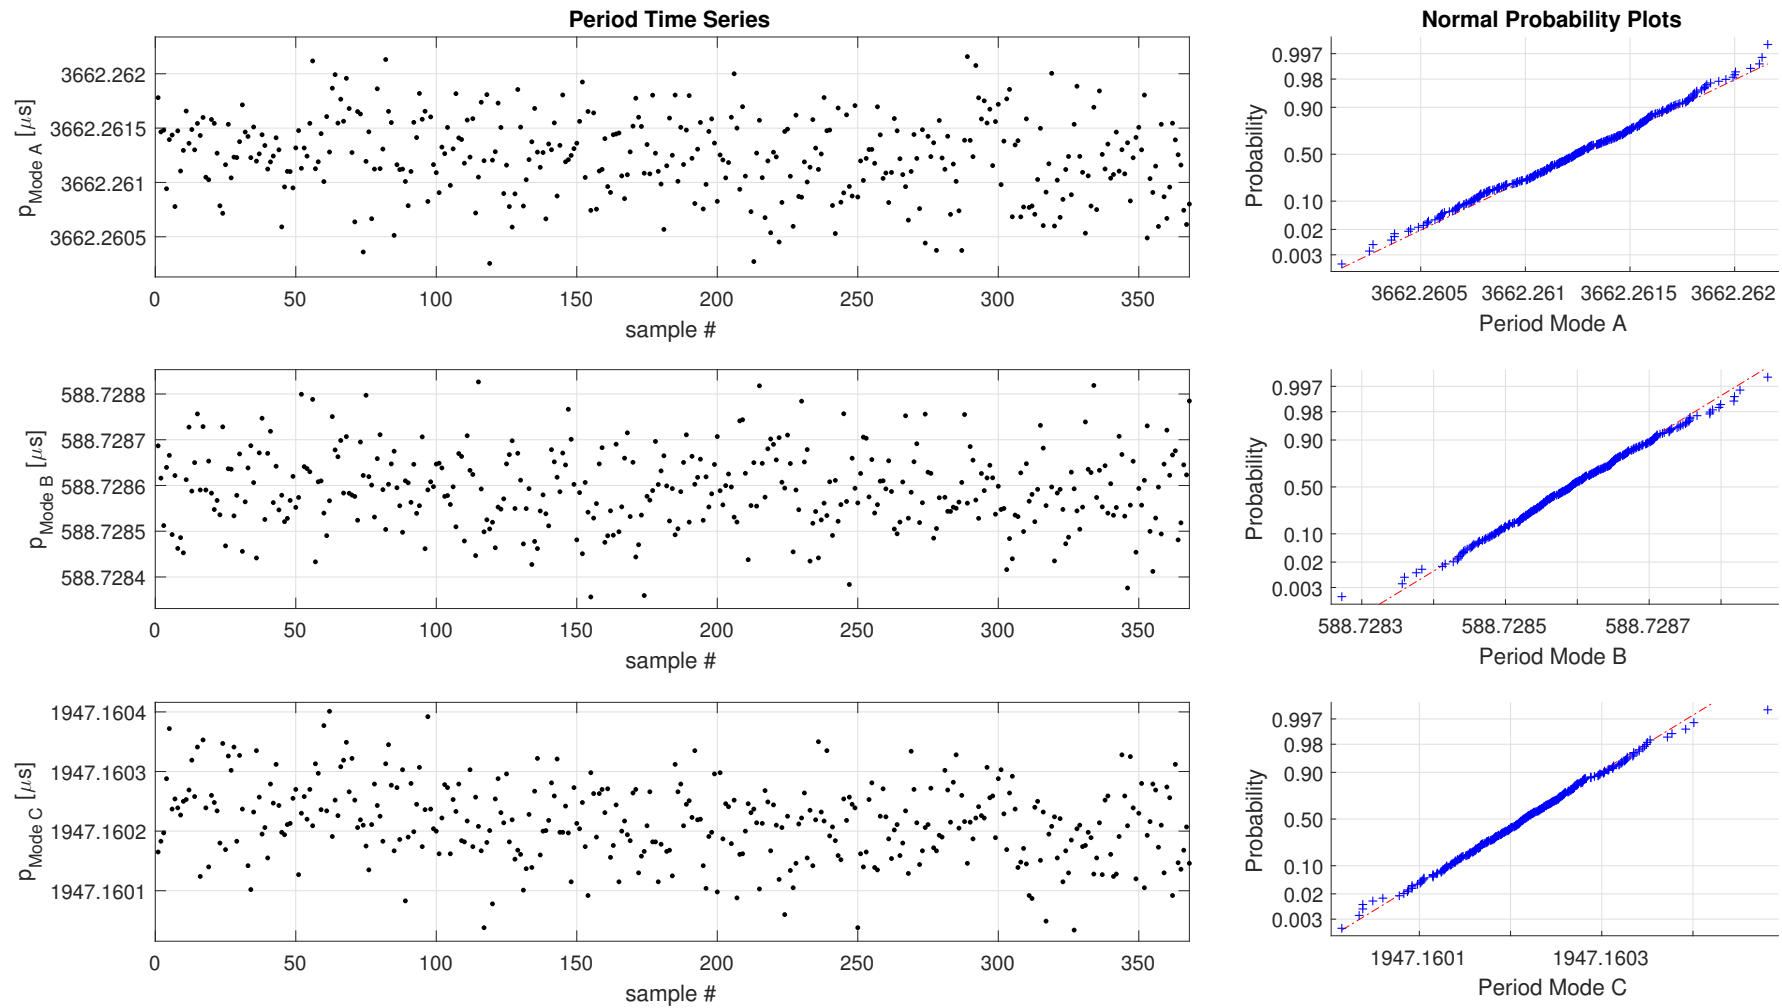 Period Time Series
Normal Probability Plots
p Mode A [μs]
3662.262
3662.2615
3662.261
3662.2605
0 50 100 150 200 250 300 350
sample #
Probability
0.997
0.98
0.90
0.50
0.10
0.02
0.003
3662.2605 3662.261 3662.2615 3662.262
Period Mode A
p Mode B [μs]
588.7288
588.7287
588.7286
588.7285
588.7284
0 50 100 150 200 250 300 350
sample #
Probability
0.997
0.98
0.90
0.50
0.10
0.02
0.003
588.7283 588.7285 588.7287
Period Mode B
p Mode C [μs]
1947.1604
1947.1603
1947.1602
1947.1601
0 50 100 150 200 250 300 350
sample #
Probability
0.997
0.98
0.90
0.50
0.10
0.02
0.003
1947.1601 1947.1603
Period Mode C